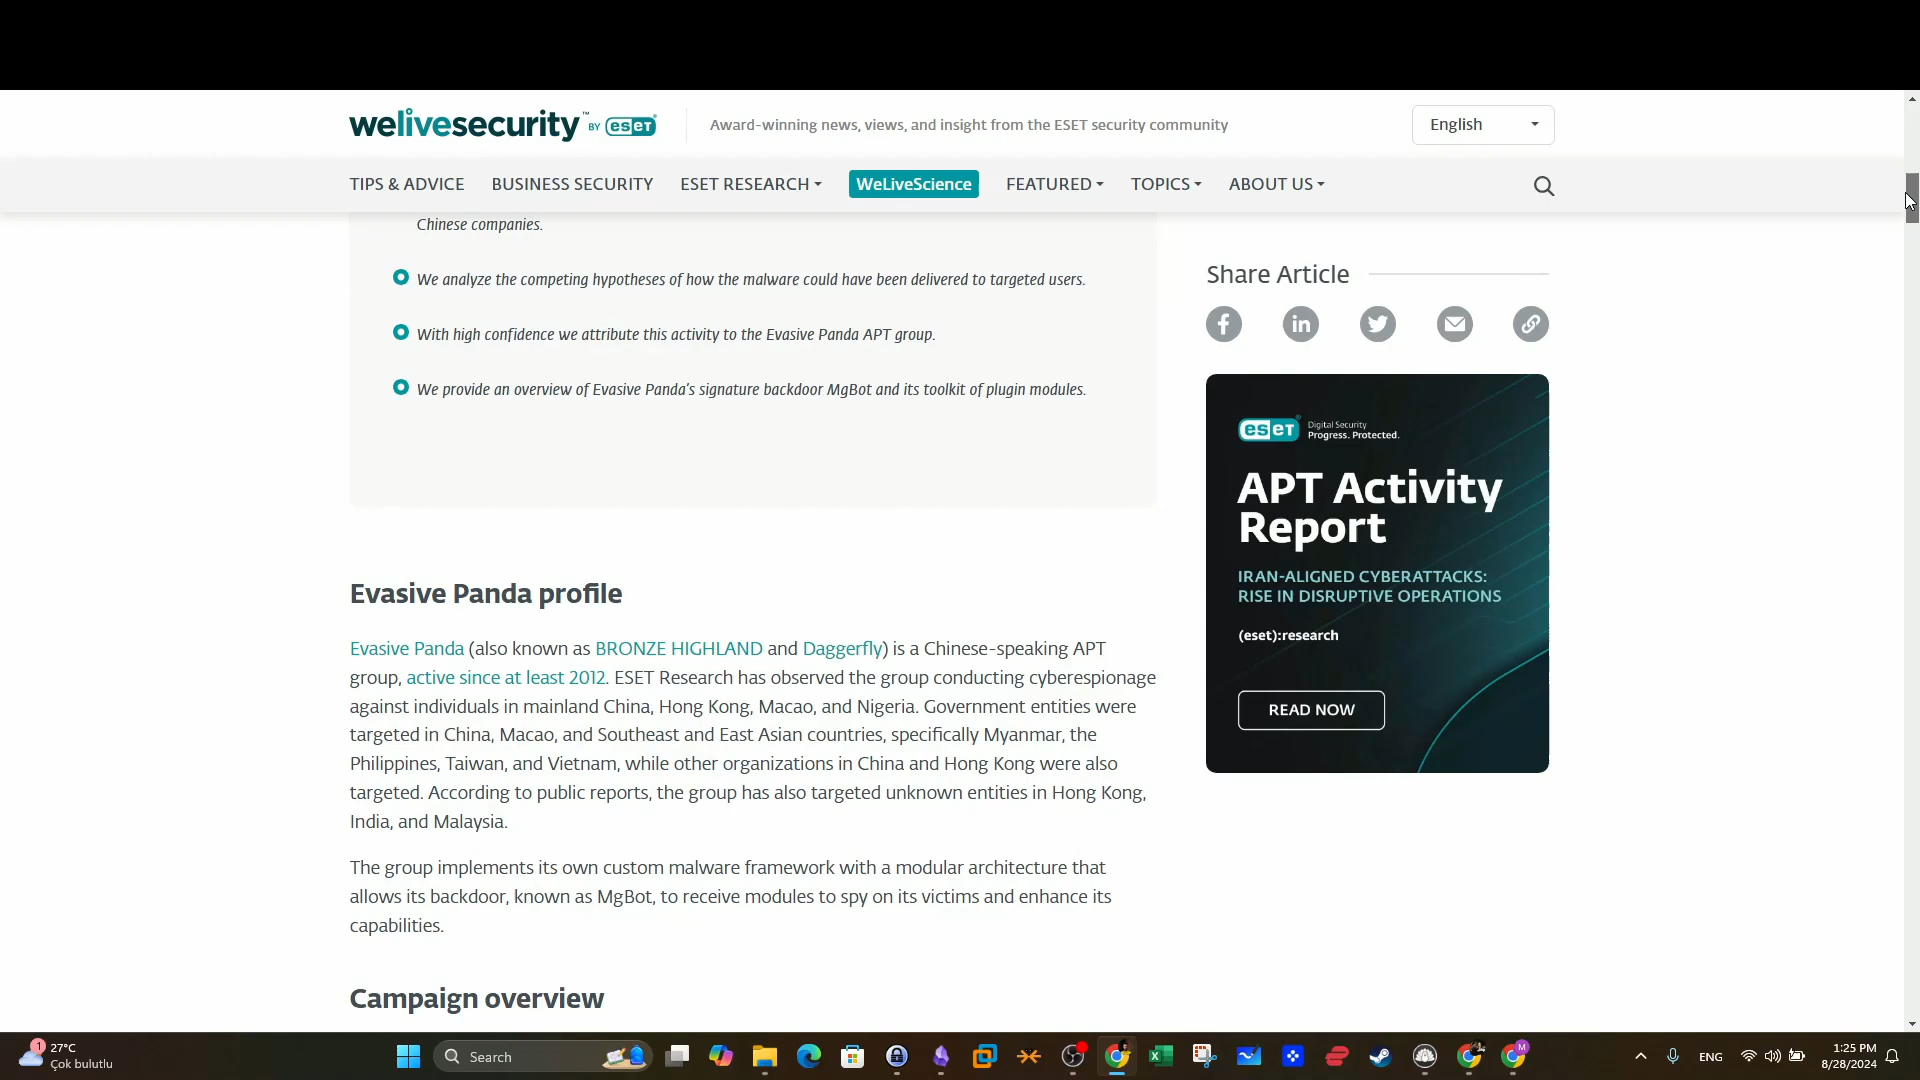 welivesecurity™ BY eset
Award-winning news, views, and insight from the ESET security community
English
TIPS & ADVICE BUSINESS SECURITY ESET RESEARCH WeLiveScience FEATURED TOPICS ABOUT US
Chinese companies.
We analyze the competing hypotheses of how the malware could have been delivered to targeted users.
With high confidence we attribute this activity to the Evasive Panda APT group.
We provide an overview of Evasive Panda's signature backdoor MgBot and its toolkit of plugin modules.
Share Article
eset® Digital Security
Progress. Protected.
APT Activity
Report
IRAN-ALIGNED CYBERATTACKS:
RISE IN DISRUPTIVE OPERATIONS
(eset):research
READ NOW
Evasive Panda profile
Evasive Panda (also known as BRONZE HIGHLAND and Daggerfly) is a Chinese-speaking APT
group, active since at least 2012. ESET Research has observed the group conducting cyberespionage
against individuals in mainland China, Hong Kong, Macao, and Nigeria. Government entities were
targeted in China, Macao, and Southeast and East Asian countries, specifically Myanmar, the
Philippines, Taiwan, and Vietnam, while other organizations in China and Hong Kong were also
targeted. According to public reports, the group has also targeted unknown entities in Hong Kong,
India, and Malaysia.
The group implements its own custom malware framework with a modular architecture that
allows its backdoor, known as MgBot, to receive modules to spy on its victims and enhance its
capabilities.
Campaign overview
1
27°C
Çok bulutlu
Search
M
ENG
1:25 PM
8/28/2024